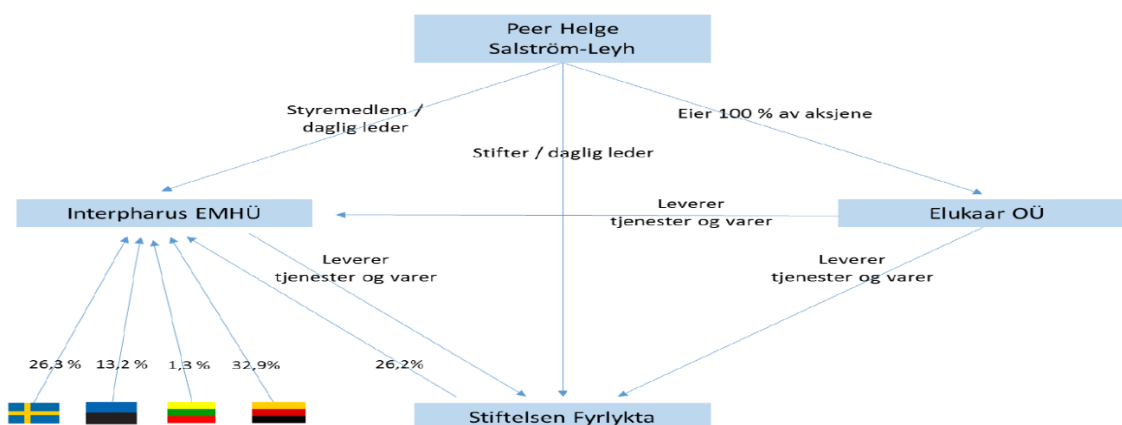 Peer Helge
Salström-Leyh
Styremedlem /
daglig leder
Eier 100 % av aksjene
Stifter / daglig leder
Interpharus EMHÜ
Leverer
tjenester og varer
Elukaar OÜ
Leverer
tjenester og varer
Leverer
tjenester og varer
26,3 %
13,2 %
1,3 %
32,9%
26,2%
Stiftelsen Fyrlykta